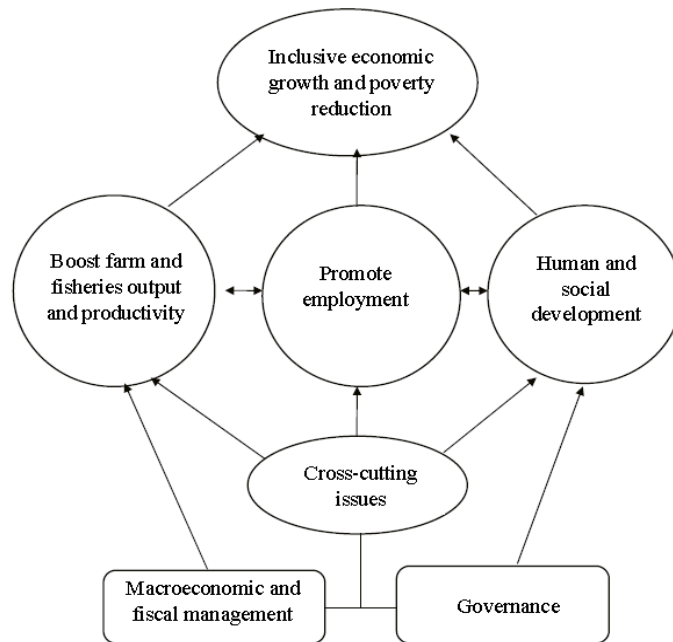 Inclusive economic
growth and poverty
reduction
Boost farm and
fisheries output
and productivity
Promote
employment
Human and
social
development
Cross-cutting
issues
Macroeconomic and
fiscal management
Governance